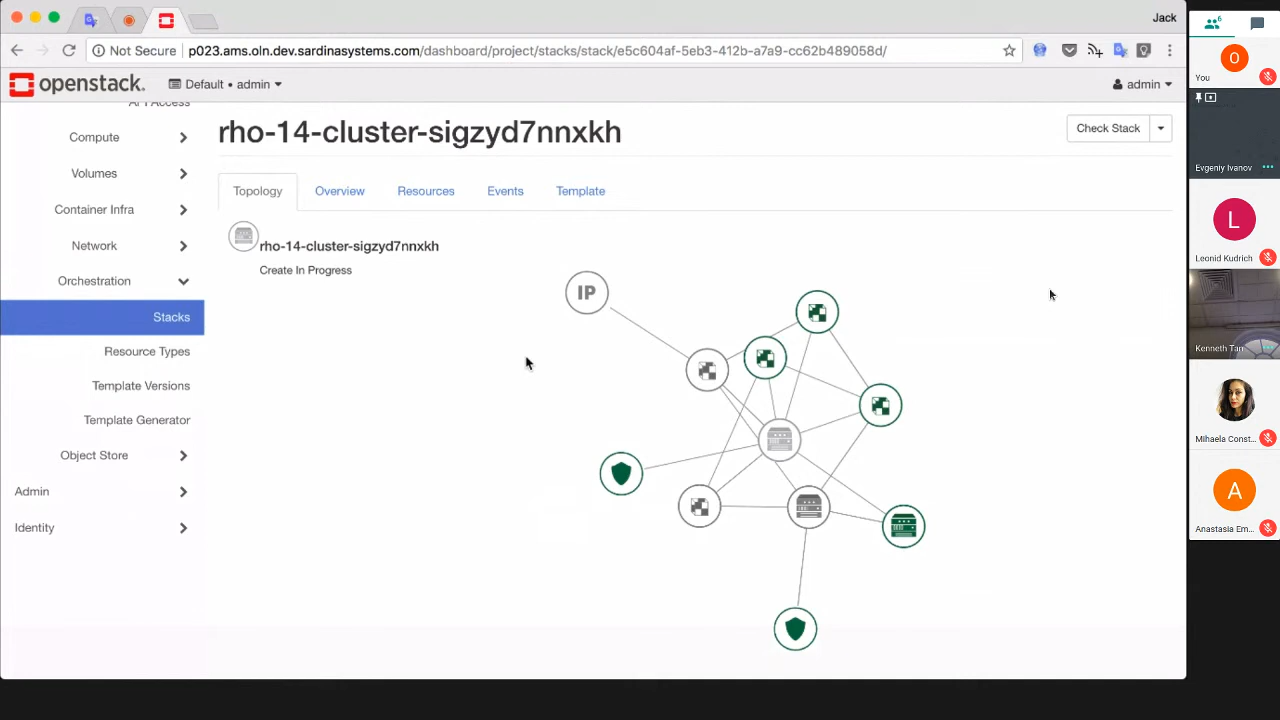 Jack
Not Secure
p023.ams.oln.dev.sardinasystems.com/dashboard/project/stacks/stack/e5c604af-5eb3-412b-a7a9-cc62b489058d/
6
openstack.
Default • admin
admin
API Access
Compute
Volumes
Container Infra
Network
Orchestration
Stacks
Resource Types
Template Versions
Template Generator
Object Store
Admin
Identity
rho-14-cluster-sigzyd7nnxkh
Check Stack
Topology
Overview
Resources
Events
Template
rho-14-cluster-sigzyd7nnxkh
Create In Progress
IP
O
You
Evgeniy Ivanov
L
Leonid Kudrich
Kenneth Tan
Mihaela Const...
A
Anastasia Em...